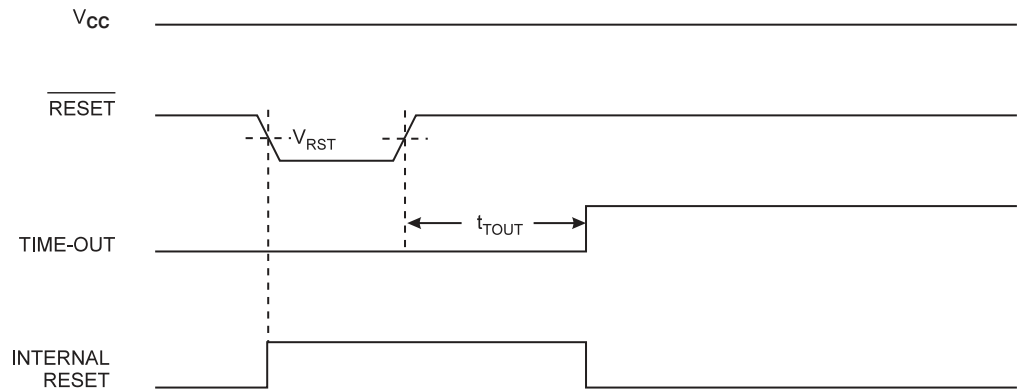 VCC
RESET
VRST
tTOUT
TIME-OUT
INTERNAL
RESET